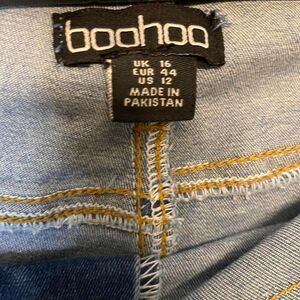 boohoo
UK 16
EUR 44
US 12
MADE IN
PAKISTAN